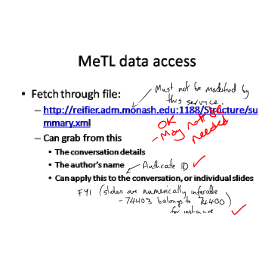 MeTL data access
• Fetch through file:
Must not be modified by
this service.
– http://reifier.adm.monash.edu:1188/Structure/su
mmary.xml
OK
- May not be
needed
– Can grab from this
• The conversation details
• The author's name – Authcate ID
• Can apply this to the conversation, or individual slides
FYI (slides are numerically inferable
- 74403 belongs to 74400)
for instance